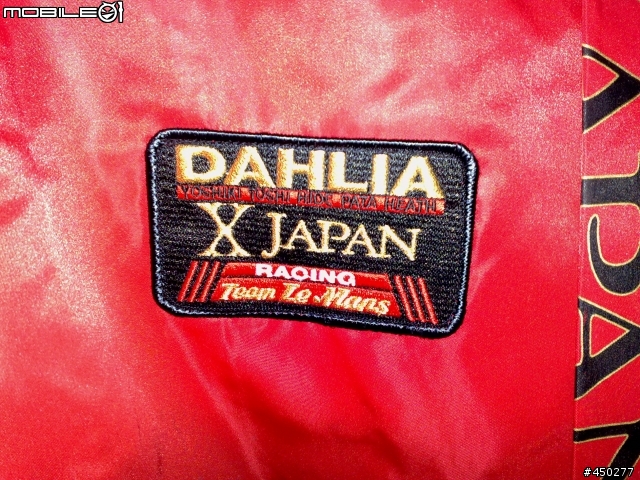 MOBILE01
DAHLIA
YOSHIKI TOSHI HIDE PATA HEATH
X JAPAN
RACING
Team Le Mans
JAPAN
#450277